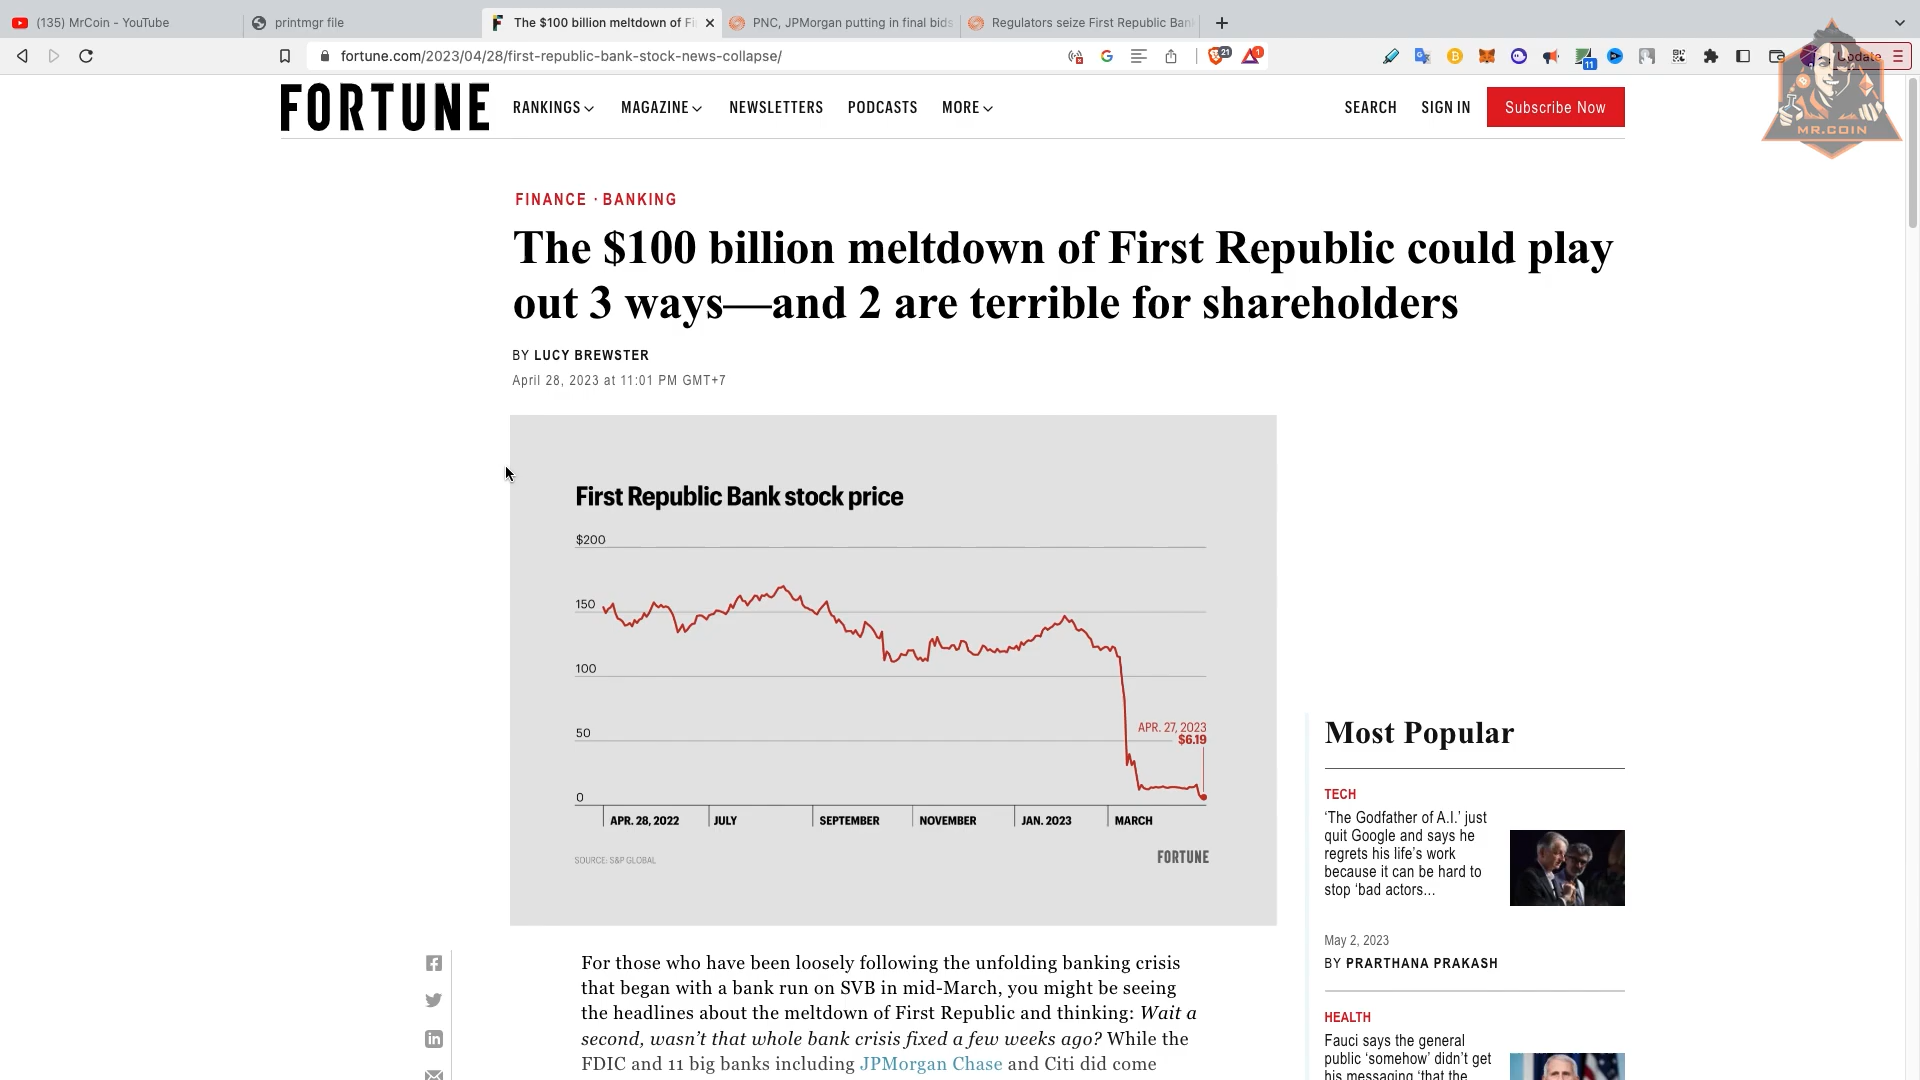 (135) MrCoin - YouTube
printmgr file
The $100 billion meltdown of Fi
PNC, JPMorgan putting in final bids
Regulators seize First Republic Ban
fortune.com/2023/04/28/first-republic-bank-stock-news-collapse/
21
1
11
Update
MR.COIN
FORTUNE
RANKINGS
MAGAZINE
NEWSLETTERS
PODCASTS
MORE
SEARCH
SIGN IN
Subscribe Now
FINANCE · BANKING
The $100 billion meltdown of First Republic could play
out 3 ways—and 2 are terrible for shareholders
BY LUCY BREWSTER
April 28, 2023 at 11:01 PM GMT+7
First Republic Bank stock price
$200
150
100
50
0
APR. 27, 2023
$6.19
APR. 28, 2022
JULY
SEPTEMBER
NOVEMBER
JAN. 2023
MARCH
SOURCE: S&P GLOBAL
FORTUNE
For those who have been loosely following the unfolding banking crisis
that began with a bank run on SVB in mid-March, you might be seeing
the headlines about the meltdown of First Republic and thinking: Wait a
second, wasn’t that whole bank crisis fixed a few weeks ago? While the
FDIC and 11 big banks including JPMorgan Chase and Citi did come
Most Popular
TECH
‘The Godfather of A.I.’ just
quit Google and says he
regrets his life’s work
because it can be hard to
stop ‘bad actors…
May 2, 2023
BY PRARTHANA PRAKASH
HEALTH
Fauci says the general
public ‘somehow’ didn’t get
his messaging ‘that the